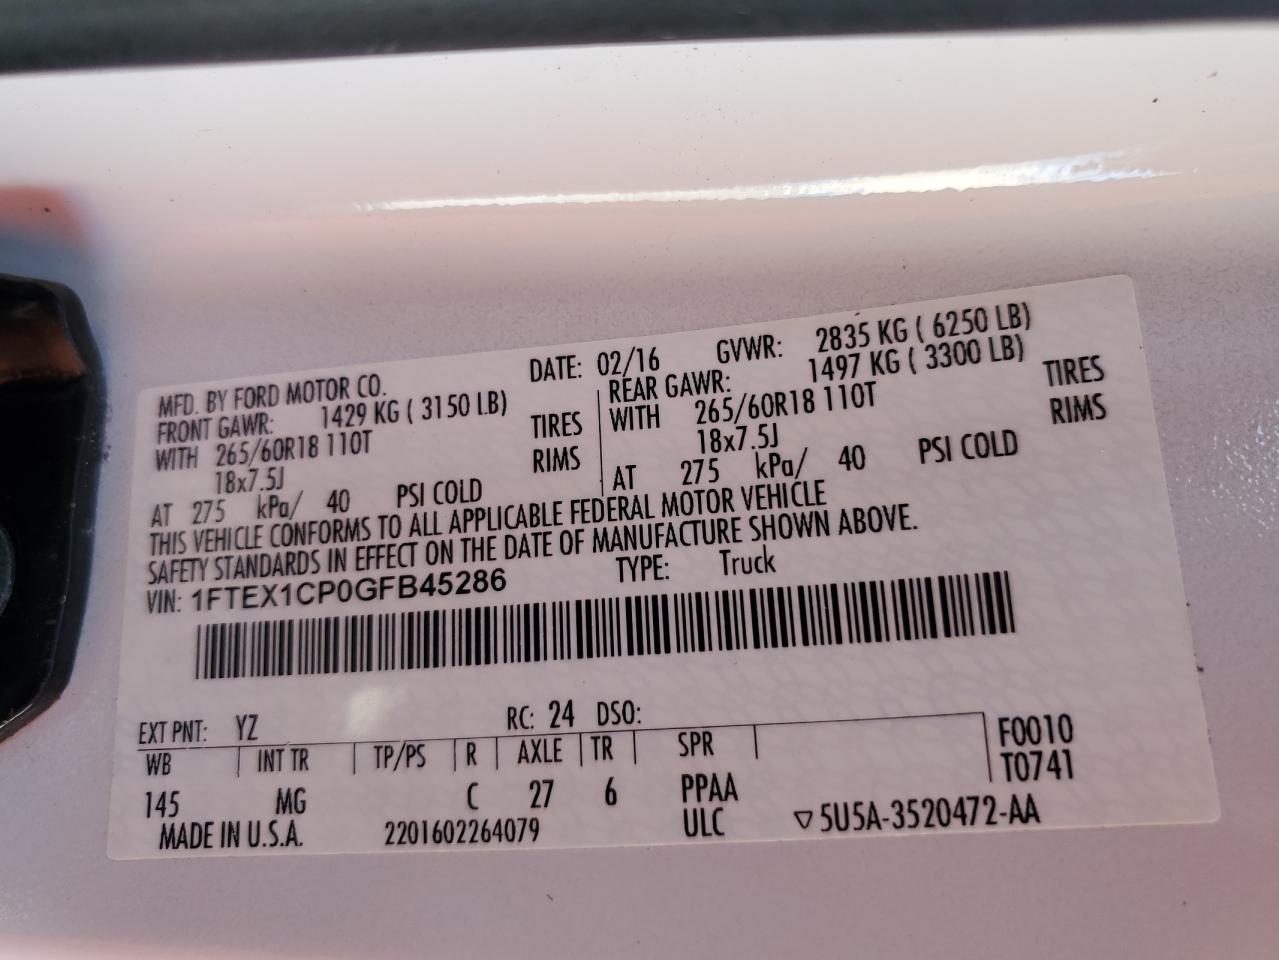 MFD. BY FORD MOTOR CO.
DATE: 02/16 GVWR: 2835 KG ( 6250 LB)
FRONT GAWR: 1429 KG ( 3150 LB)
WITH 265/60R18 110T TIRES
18x7.5J RIMS
AT 275 kPa/ 40 PSI COLD
REAR GAWR: 1497 KG ( 3300 LB)
WITH 265/60R18 110T TIRES
18x7.5J RIMS
AT 275 kPa/ 40 PSI COLD
THIS VEHICLE CONFORMS TO ALL APPLICABLE FEDERAL MOTOR VEHICLE
SAFETY STANDARDS IN EFFECT ON THE DATE OF MANUFACTURE SHOWN ABOVE.
VIN: 1FTEX1CP0GFB45286 TYPE: Truck
EXT PNT: YZ RC: 24 DSO:
WB INT TR TP/PS R AXLE TR SPR F0010
T0741
145 MG C 27 6 PPAA
MADE IN U.S.A. 2201602264079 ULC ▽5U5A-3520472-AA